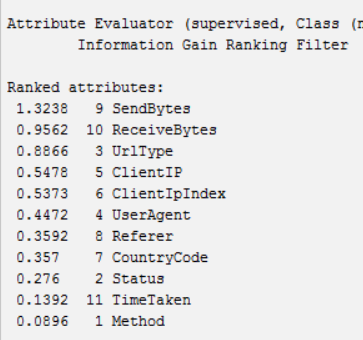 Attribute Evaluator (supervised, Class (
Information Gain Ranking Filter
Ranked attributes:
1.3238 9 SendBytes
0.9562 10 ReceiveBytes
0.8866 3 UrlType
0.5478 5 ClientIP
0.5373 6 ClientIpIndex
0.4472 4 UserAgent
0.3592 8 Referer
0.357 7 CountryCode
0.276 2 Status
0.1392 11 TimeTaken
0.0896 1 Method